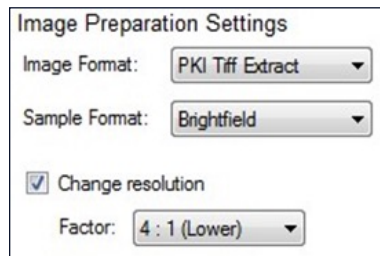 Image Preparation Settings
Image Format: PKI Tiff Extract
Sample Format: Brightfield
Change resolution
Factor: 4 : 1 (Lower)